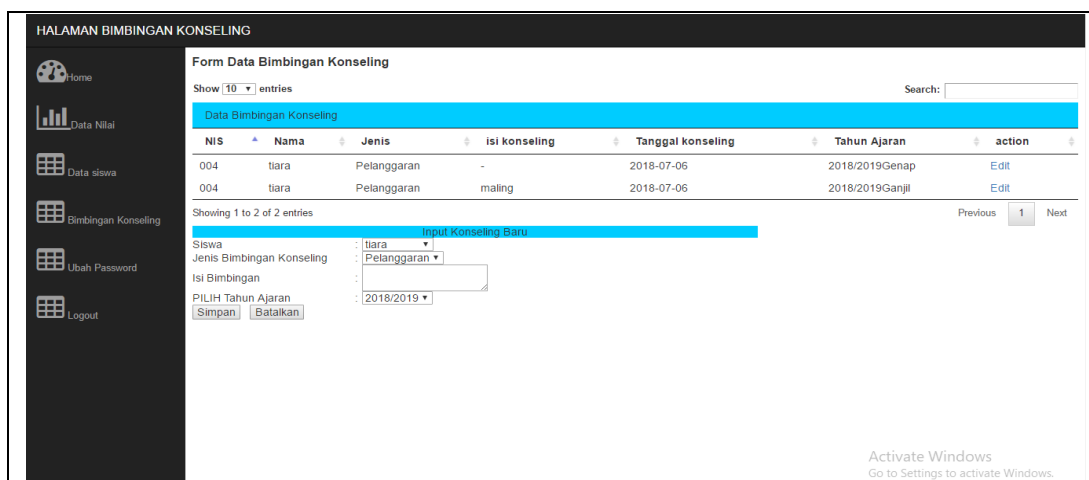 HALAMAN BIMBINGAN KONSELING
Home
Data Nilai
Data siswa
Bimbingan Konseling
Ubah Password
Logout
Form Data Bimbingan Konseling
Show 10 entries Search:
Data Bimbingan Konseling
NIS Nama Jenis isi konseling Tanggal konseling Tahun Ajaran action
004 tiara Pelanggaran - 2018-07-06 2018/2019Genap Edit
004 tiara Pelanggaran maling 2018-07-06 2018/2019Ganjil Edit
Showing 1 to 2 of 2 entries Previous 1 Next
Input Konseling Baru
Siswa : tiara
Jenis Bimbingan Konseling : Pelanggaran
Isi Bimbingan :
PILIH Tahun Ajaran : 2018/2019
Simpan Batalkan
Activate Windows
Go to Settings to activate Windows.